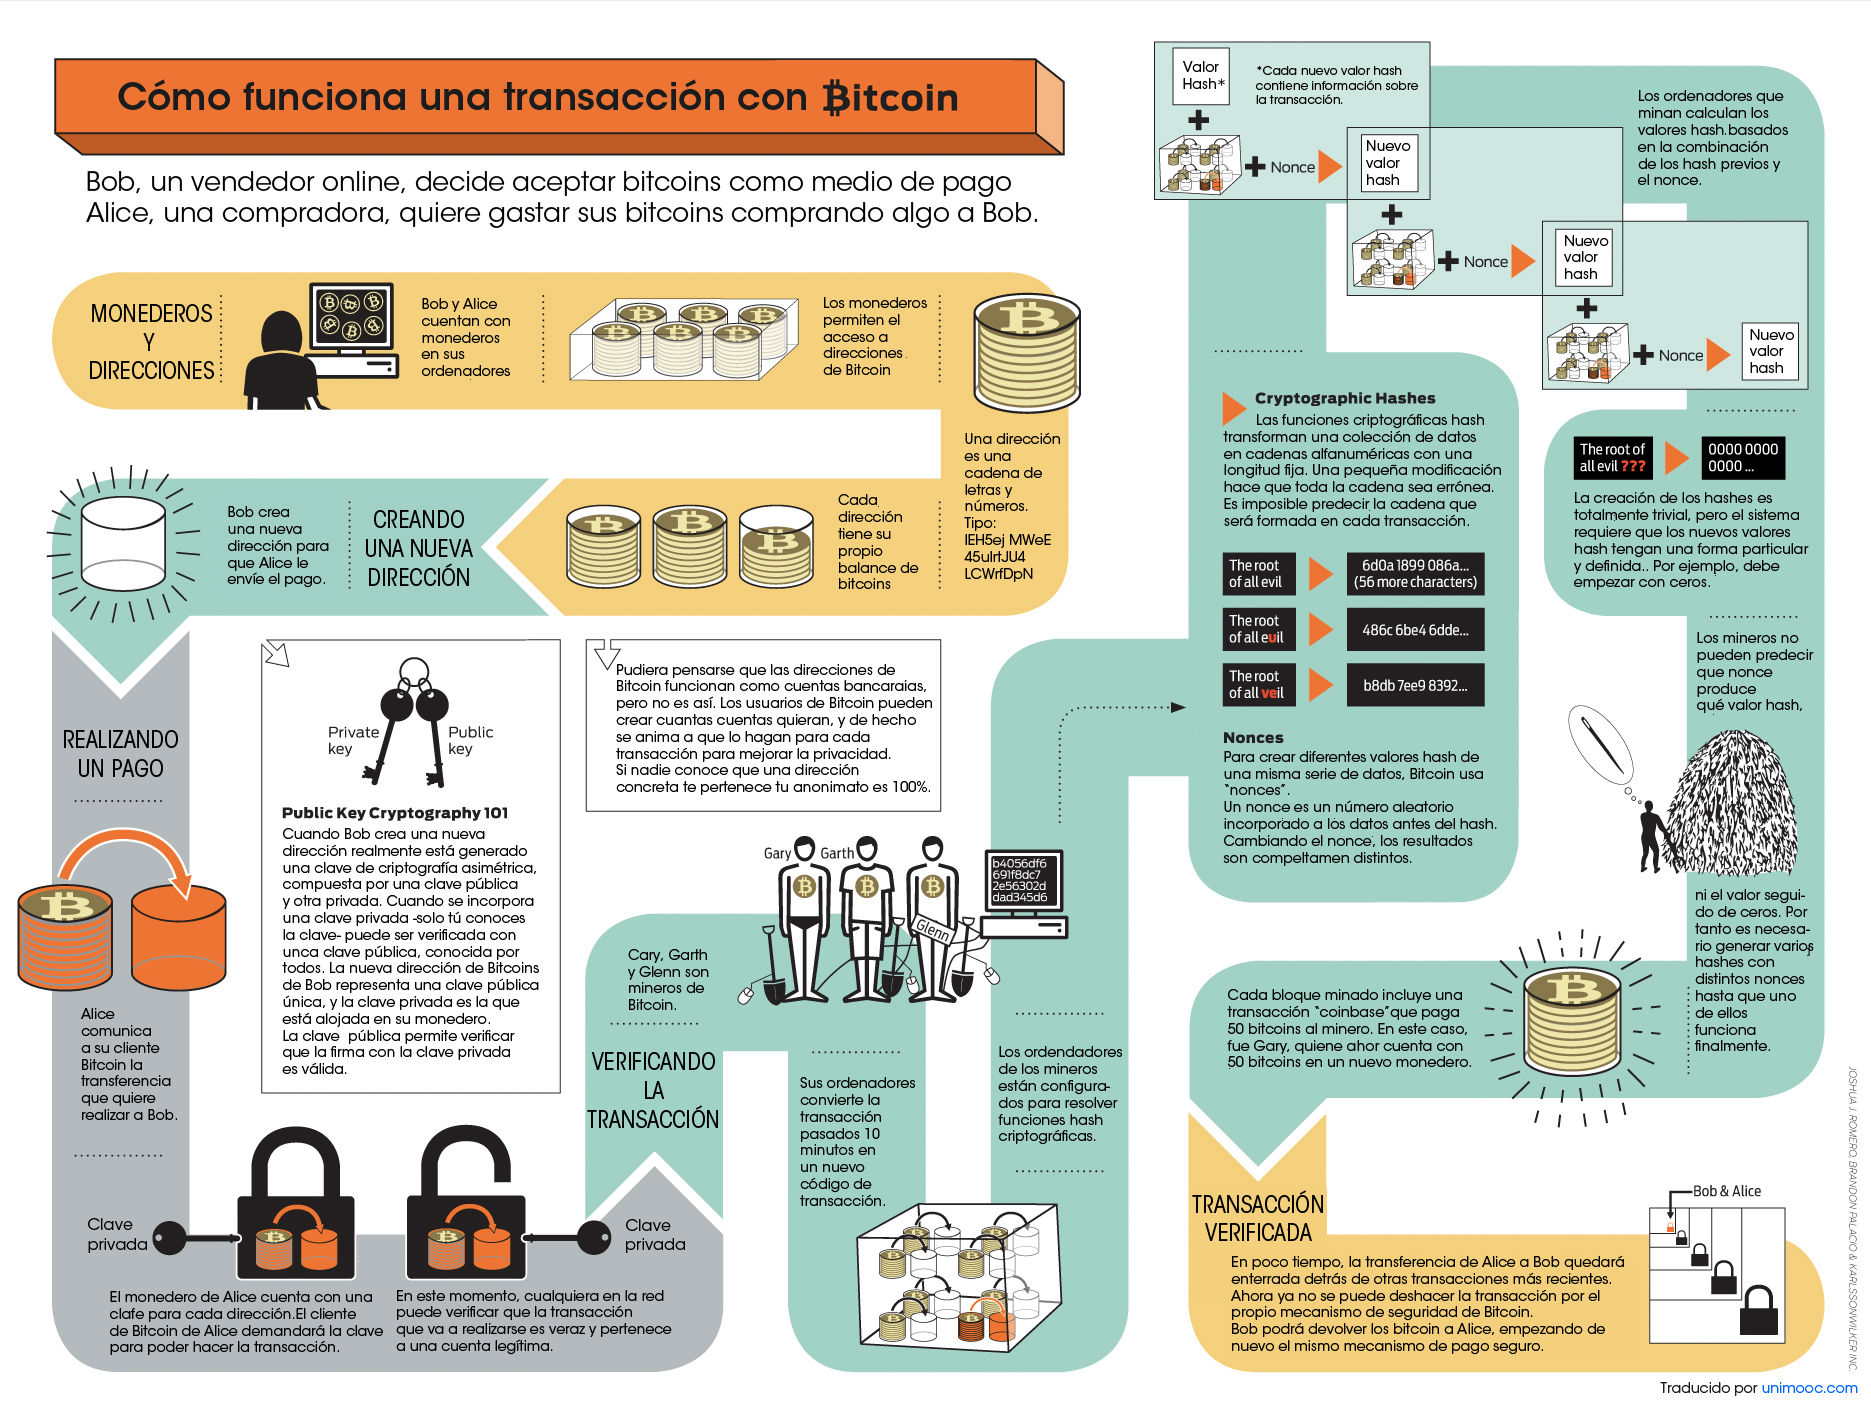 Cómo funciona una transacción con Bitcoin
Bob, un vendedor online, decide aceptar bitcoins como medio de pago
Alice, una compradora, quiere gastar sus bitcoins comprando algo a Bob.
MONEDEROS
Y
DIRECCIONES
Bob y Alice
cuentan con
monederos
en sus
ordenadores
Los monederos
permiten el
acceso a
direcciones.
de Bitcoin
Una dirección
es una
cadena de
letras y
números.
Tipo:
IEH5ej MWeE
45ulrtJU4
LCWrfDpN
Cada
dirección
tiene su
propio
balance de
bitcoins
CREANDO
UNA NUEVA
DIRECCIÓN
Bob crea
una nueva
dirección para
que Alice le
envíe el pago.
REALIZANDO
UN PAGO
Alice
comunica
a su cliente
Bitcoin la
transferencia
que quiere
realizar a Bob.
Private
key
Public
key
Public Key Cryptography 101
Cuando Bob crea una nueva
dirección realmente está generado
una clave de criptografía asimétrica,
compuesta por una clave pública
y otra privada. Cuando se incorpora
una clave privada -solo tú conoces
la clave- puede ser verificada con
unca clave pública, conocida por
todos. La nueva dirección de Bitcoins
de Bob representa una clave pública
única, y la clave privada es la que
está alojada en su monedero.
La clave pública permite verificar
que la firma con la clave privada
es válida.
Pudiera pensarse que las direcciones de
Bitcoin funcionan como cuentas bancaraias,
pero no es así. Los usuarios de Bitcoin pueden
crear cuantas cuentas quieran, y de hecho
se anima a que lo hagan para cada
transacción para mejorar la privacidad.
Si nadie conoce que una dirección
concreta te pertenece tu anonimato es 100%.
Clave
privada
Clave
privada
El monedero de Alice cuenta con una
clafe para cada dirección.El cliente
de Bitcoin de Alice demandará la clave
para poder hacer la transacción.
En este momento, cualquiera en la red
puede verificar que la transacción
que va a realizarse es veraz y pertenece
a una cuenta legítima.
VERIFICANDO
LA
TRANSACCIÓN
Cary, Garth
y Glenn son
mineros de
Bitcoin.
Gary
Garth
Glenn
b4056df6
691f8dc7
2e56302d
dad345d6
Sus ordenadores
convierte la
transacción
pasados 10
minutos en
un nuevo
código de
transacción.
Los ordendadores
de los mineros
están configura-
dos para resolver
funciones hash
criptográficas.
Valor
Hash*
*Cada nuevo valor hash
contiene información sobre
la transacción.
+
+ Nonce
Nuevo
valor
hash
+
+ Nonce
Nuevo
valor
hash
+
+ Nonce
Nuevo
valor
hash
Los ordenadores que
minan calculan los
valores hash.basados
en la combinación
de los hash previos y
el nonce.
Cryptographic Hashes
Las funciones criptográficas hash
transforman una colección de datos
en cadenas alfanuméricas con una
longitud fija. Una pequeña modificación
hace que toda la cadena sea errónea.
Es imposible predecir la cadena que
será formada en cada transacción.
The root
of all evil
6d0a 1899 086a...
(56 more characters)
The root
of all euil
486c 6be4 6dde...
The root
of all veil
b8db 7ee9 8392...
Nonces
Para crear diferentes valores hash de
una misma serie de datos, Bitcoin usa
"nonces".
Un nonce es un número aleatorio
incorporado a los datos antes del hash.
Cambiando el nonce, los resultados
son compeltamen distintos.
The root of
all evil ???
0000 0000
0000 ...
La creación de los hashes es
totalmente trivial, pero el sistema
requiere que los nuevos valores
hash tengan una forma particular
y definida.. Por ejemplo, debe
empezar con ceros.
Los mineros no
pueden predecir
que nonce
produce
qué valor hash,
ni el valor segui-
do de ceros. Por
tanto es necesa-
rio generar varios
hashes con
distintos nonces
hasta que uno
de ellos
funciona
finalmente.
Cada bloque minado incluye una
transacción "coinbase"que paga
50 bitcoins al minero. En este caso,
fue Gary, quiene ahor cuenta con
50 bitcoins en un nuevo monedero.
TRANSACCIÓN
VERIFICADA
En poco tiempo, la transferencia de Alice a Bob quedará
enterrada detrás de otras transacciones más recientes.
Ahora ya no se puede deshacer la transacción por el
propio mecanismo de seguridad de Bitcoin.
Bob podrá devolver los bitcoin a Alice, empezando de
nuevo el mismo mecanismo de pago seguro.
Bob & Alice
JOSHUA J. ROMERO, BRANDON PALACIO & KARLSSONWILKER INC.
Traducido por unimooc.com